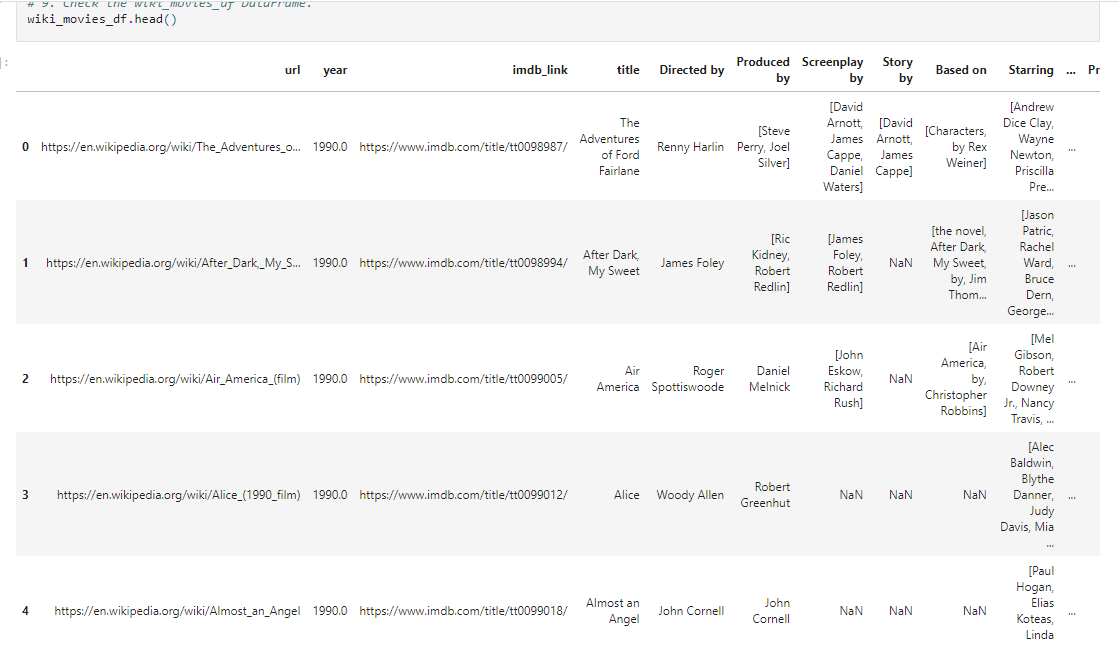 # 9. Check the wiki_movies_df DataFrame.
wiki_movies_df.head()
]:
url year imdb_link title Directed by Produced by Screenplay by Story by Based on Starring ... Pr
0 https://en.wikipedia.org/wiki/The_Adventures_o... 1990.0 https://www.imdb.com/title/tt0098987/ The Adventures of Ford Fairlane Renny Harlin [Steve Perry, Joel Silver] [David Arnott, James Cappe, Daniel Waters] [David Arnott, James Cappe] [Characters, by Rex Weiner] [Andrew Dice Clay, Wayne Newton, Priscilla Pre... ...
1 https://en.wikipedia.org/wiki/After_Dark,_My_S... 1990.0 https://www.imdb.com/title/tt0098994/ After Dark, My Sweet James Foley [Ric Kidney, Robert Redlin] [James Foley, Robert Redlin] NaN [the novel, After Dark, My Sweet, by, Jim Thom... [Jason Patric, Rachel Ward, Bruce Dern, George... ...
2 https://en.wikipedia.org/wiki/Air_America_(film) 1990.0 https://www.imdb.com/title/tt0099005/ Air America Roger Spottiswoode Daniel Melnick [John Eskow, Richard Rush] NaN [Air America, by, Christopher Robbins] [Mel Gibson, Robert Downey Jr., Nancy Travis, ... ...
3 https://en.wikipedia.org/wiki/Alice_(1990_film) 1990.0 https://www.imdb.com/title/tt0099012/ Alice Woody Allen Robert Greenhut NaN NaN NaN [Alec Baldwin, Blythe Danner, Judy Davis, Mia ... ...
4 https://en.wikipedia.org/wiki/Almost_an_Angel 1990.0 https://www.imdb.com/title/tt0099018/ Almost an Angel John Cornell John Cornell NaN NaN NaN [Paul Hogan, Elias Koteas, Linda ...